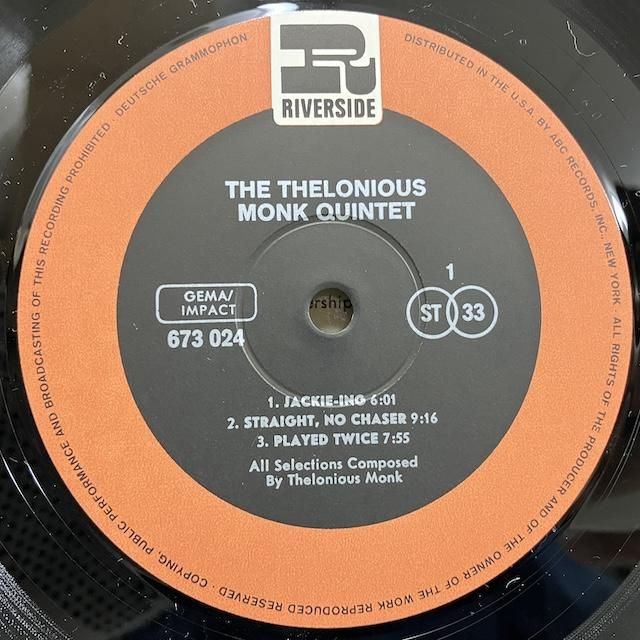 RIVERSIDE
DEUTSCHE GRAMMOPHON
DISTRIBUTED IN THE U.S.A. BY ABC RECORDS, INC., NEW YORK · ALL RIGHTS OF THE PRODUCER AND OF THE OWNER OF THE WORK REPRODUCED RESERVED · COPYING, PUBLIC PERFORMANCE AND BROADCASTING OF THIS RECORDING PROHIBITED ·
THE THELONIOUS
MONK QUINTET
GEMA/
IMPACT
673 024
ership
1
ST 33
1. JACKIE-ING 6:01
2. STRAIGHT, NO CHASER 9:16
3. PLAYED TWICE 7:55
All Selections Composed
By Thelonious Monk